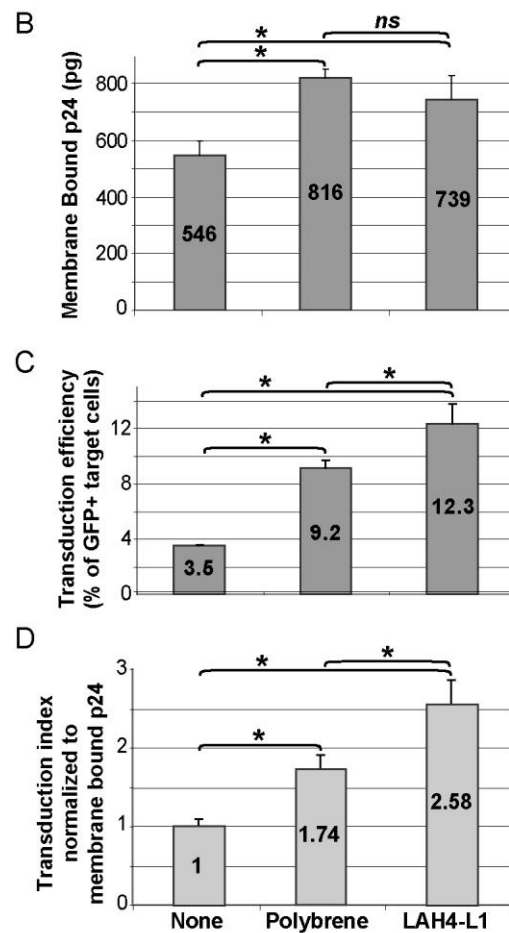 B
Membrane Bound p24 (pg)
800
600
400
200
0
*
*
ns
546
816
739
C
Transduction efficiency
(% of GFP+ target cells)
12
8
4
0
*
*
*
3.5
9.2
12.3
D
Transduction index
normalized to
membrane bound p24
3
2
1
0
*
*
*
1
1.74
2.58
None
Polybrene
LAH4-L1